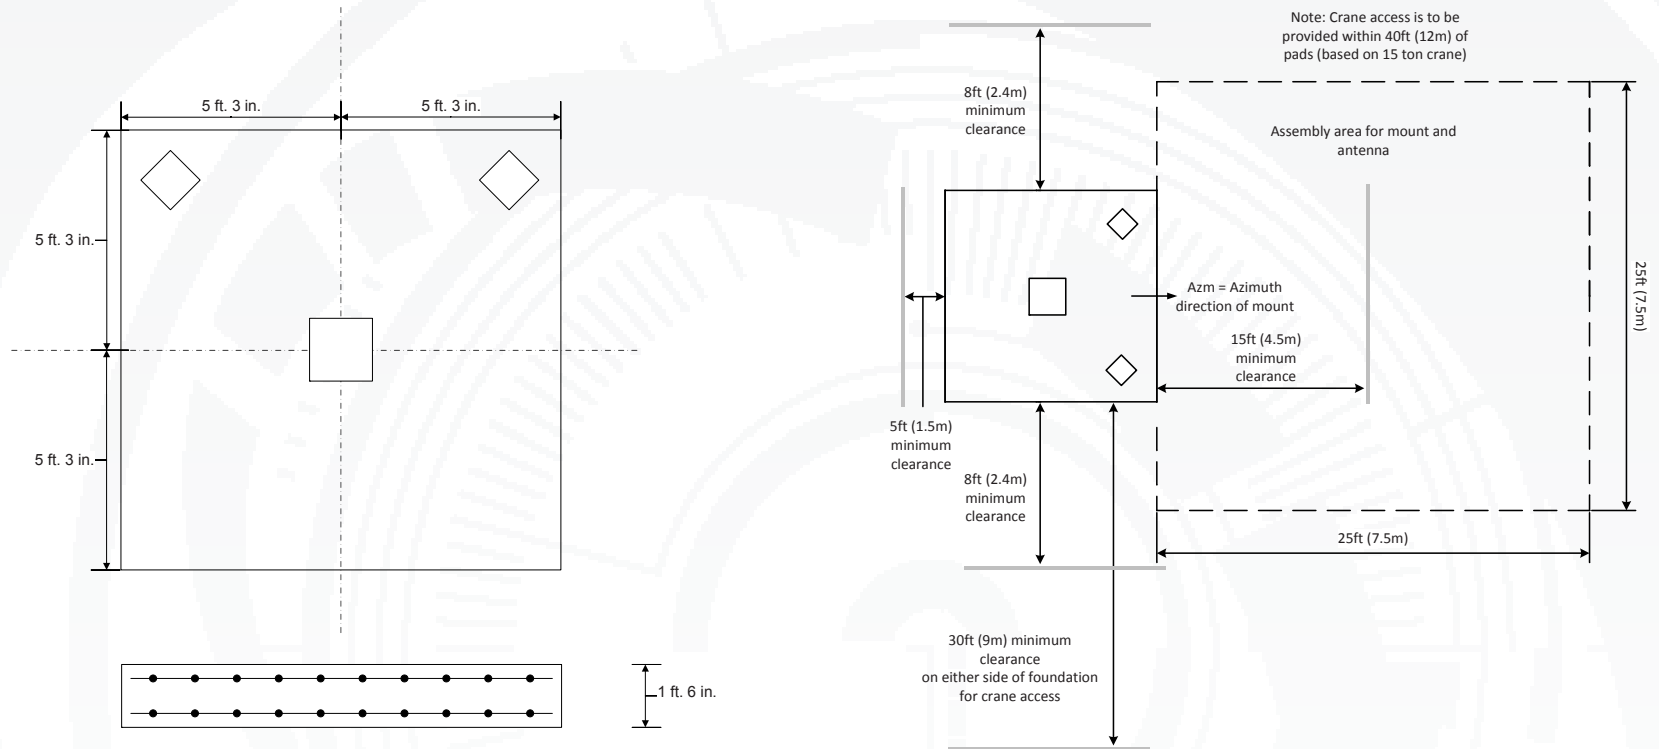 5 ft. 3 in.
5 ft. 3 in.
5 ft. 3 in.
5 ft. 3 in.
1 ft. 6 in.
Note: Crane access is to be
provided within 40ft (12m) of
pads (based on 15 ton crane)
8ft (2.4m)
minimum
clearance
Assembly area for mount and
antenna
Azm = Azimuth
direction of mount
25ft (7.5m)
15ft (4.5m)
minimum
clearance
5ft (1.5m)
minimum
clearance
8ft (2.4m)
minimum
clearance
25ft (7.5m)
30ft (9m) minimum
clearance
on either side of foundation
for crane access